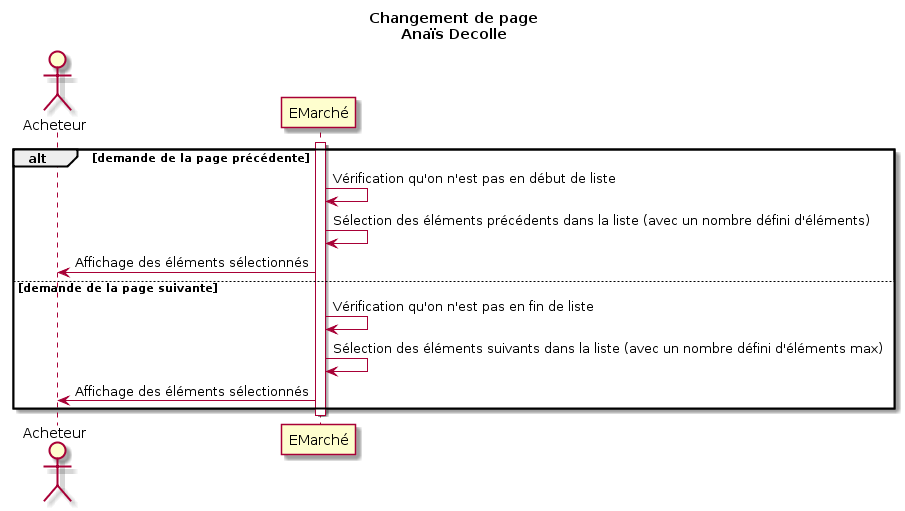 Changement de page
Anaïs Decolle
Acheteur
EMarché
alt
[demande de la page précédente]
Vérification qu'on n'est pas en début de liste
Sélection des éléments précédents dans la liste (avec un nombre défini d'éléments)
Affichage des éléments sélectionnés
[demande de la page suivante]
Vérification qu'on n'est pas en fin de liste
Sélection des éléments suivants dans la liste (avec un nombre défini d'éléments max)
Affichage des éléments sélectionnés
Acheteur
EMarché